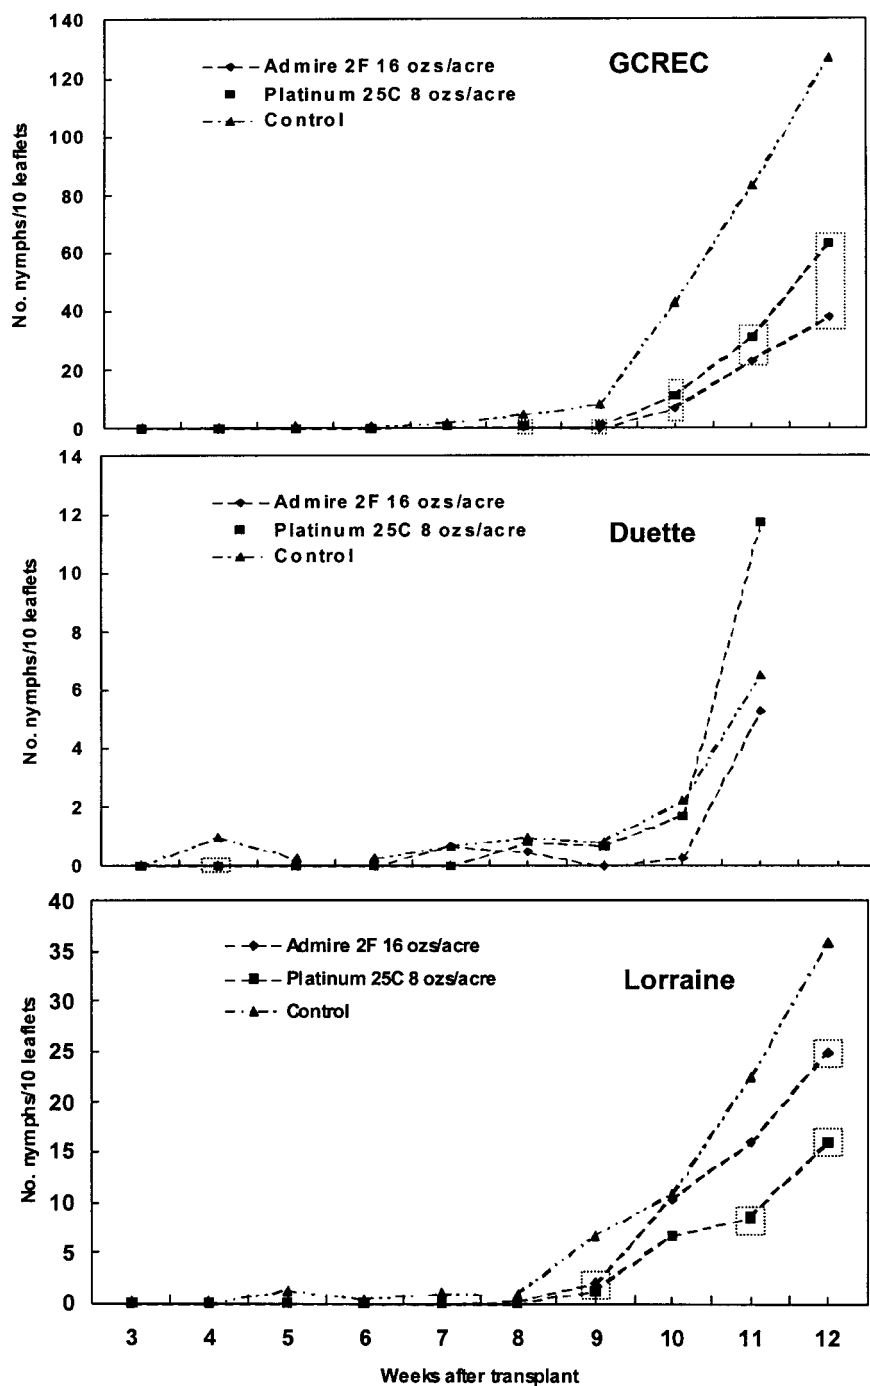 140
120
100
80
60
40
20
0
No. nymphs/10 leaflets
Admire 2F 16 ozs/acre
Platinum 25C 8 ozs/acre
Control
GCREC
14
12
10
8
6
4
2
0
No. nymphs/10 leaflets
Admire 2F 16 ozs/acre
Platinum 25C 8 ozs/acre
Control
Duette
40
35
30
25
20
15
10
5
0
No. nymphs/10 leaflets
Admire 2F 16 ozs/acre
Platinum 25C 8 ozs/acre
Control
Lorraine
3 4 5 6 7 8 9 10 11 12
Weeks after transplant